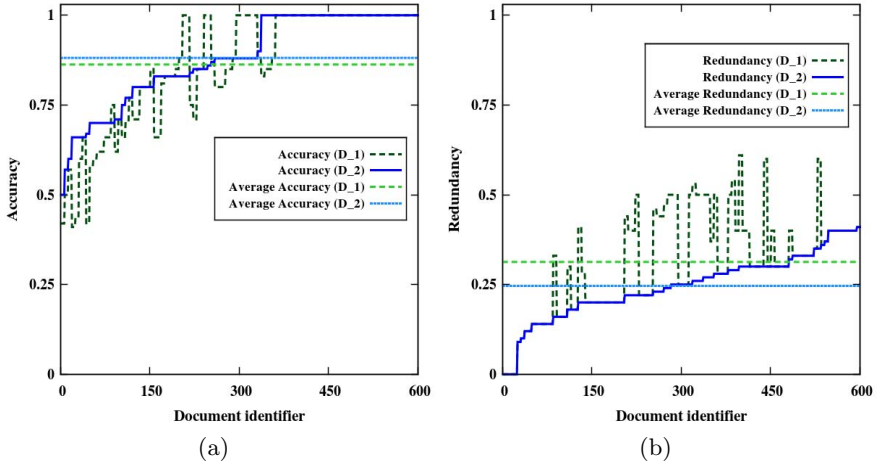 1
0.75
0.5
0.25
0
Accuracy
Accuracy (D_1)
Accuracy (D_2)
Average Accuracy (D_1)
Average Accuracy (D_2)
0
150
300
450
600
Document identifier
(a)
1
0.75
0.5
0.25
0
Redundancy
Redundancy (D_1)
Redundancy (D_2)
Average Redundancy (D_1)
Average Redundancy (D_2)
0
150
300
450
600
Document identifier
(b)